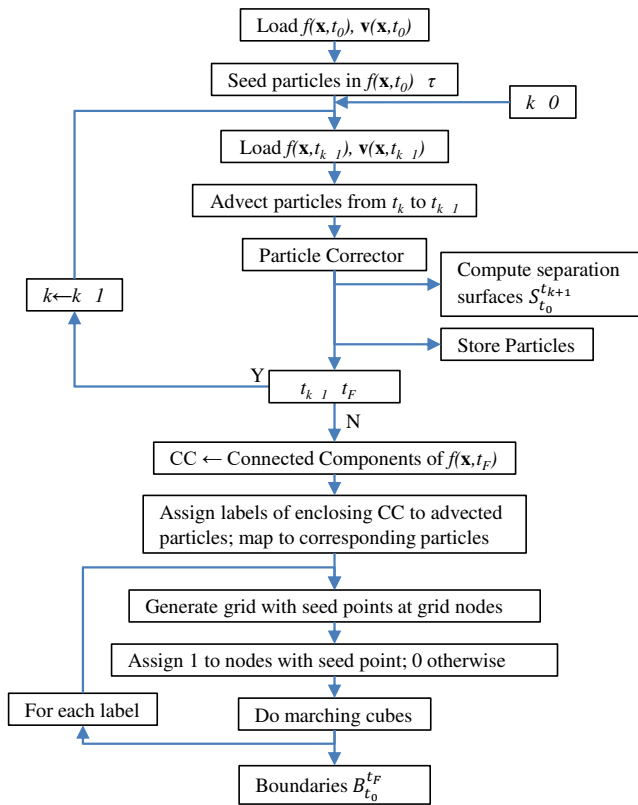 Load f(x,t0), v(x,t0)
Seed particles in f(x,t0) τ
k 0
Load f(x,tk 1), v(x,tk 1)
Advect particles from tk to tk 1
Particle Corrector
Compute separation
surfaces S_{t0}^{tk+1}
k←k 1
Store Particles
Y
tk 1 tF
N
CC ← Connected Components of f(x,tF)
Assign labels of enclosing CC to advected
particles; map to corresponding particles
Generate grid with seed points at grid nodes
Assign 1 to nodes with seed point; 0 otherwise
For each label
Do marching cubes
Boundaries B_{t0}^{tF}